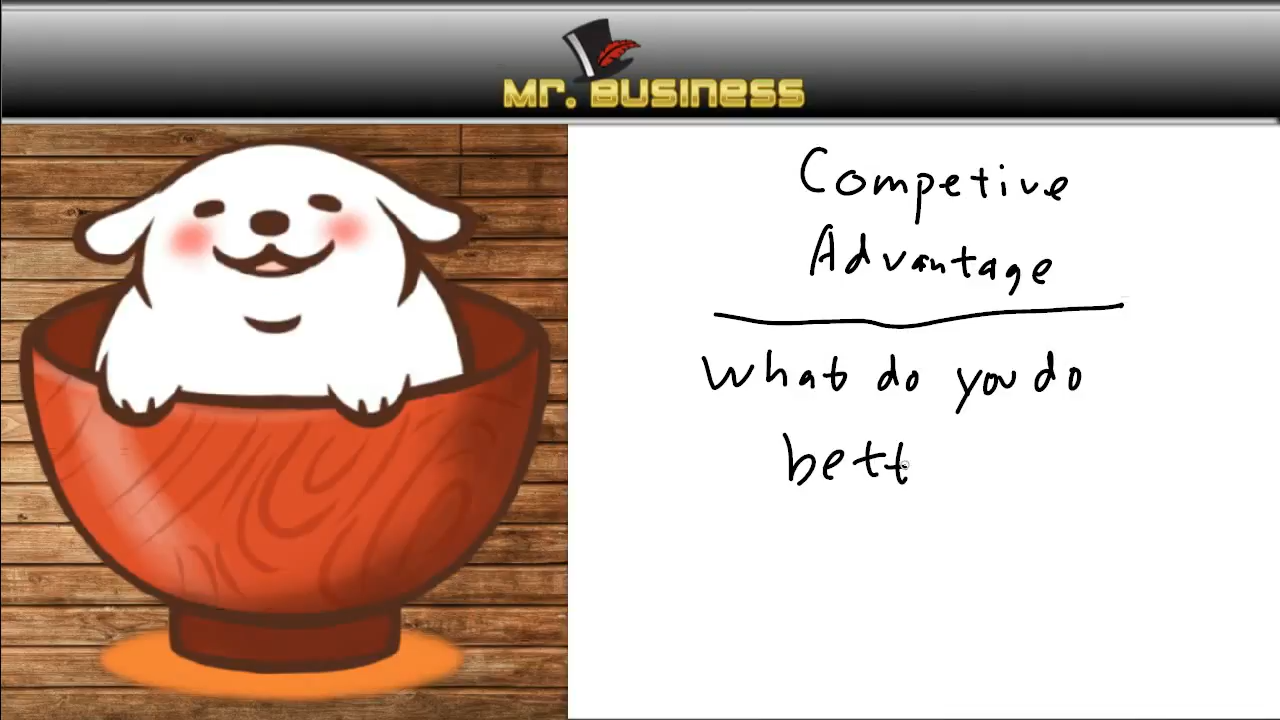 Mr. Business
Competive
Advantage
What do you do
bett